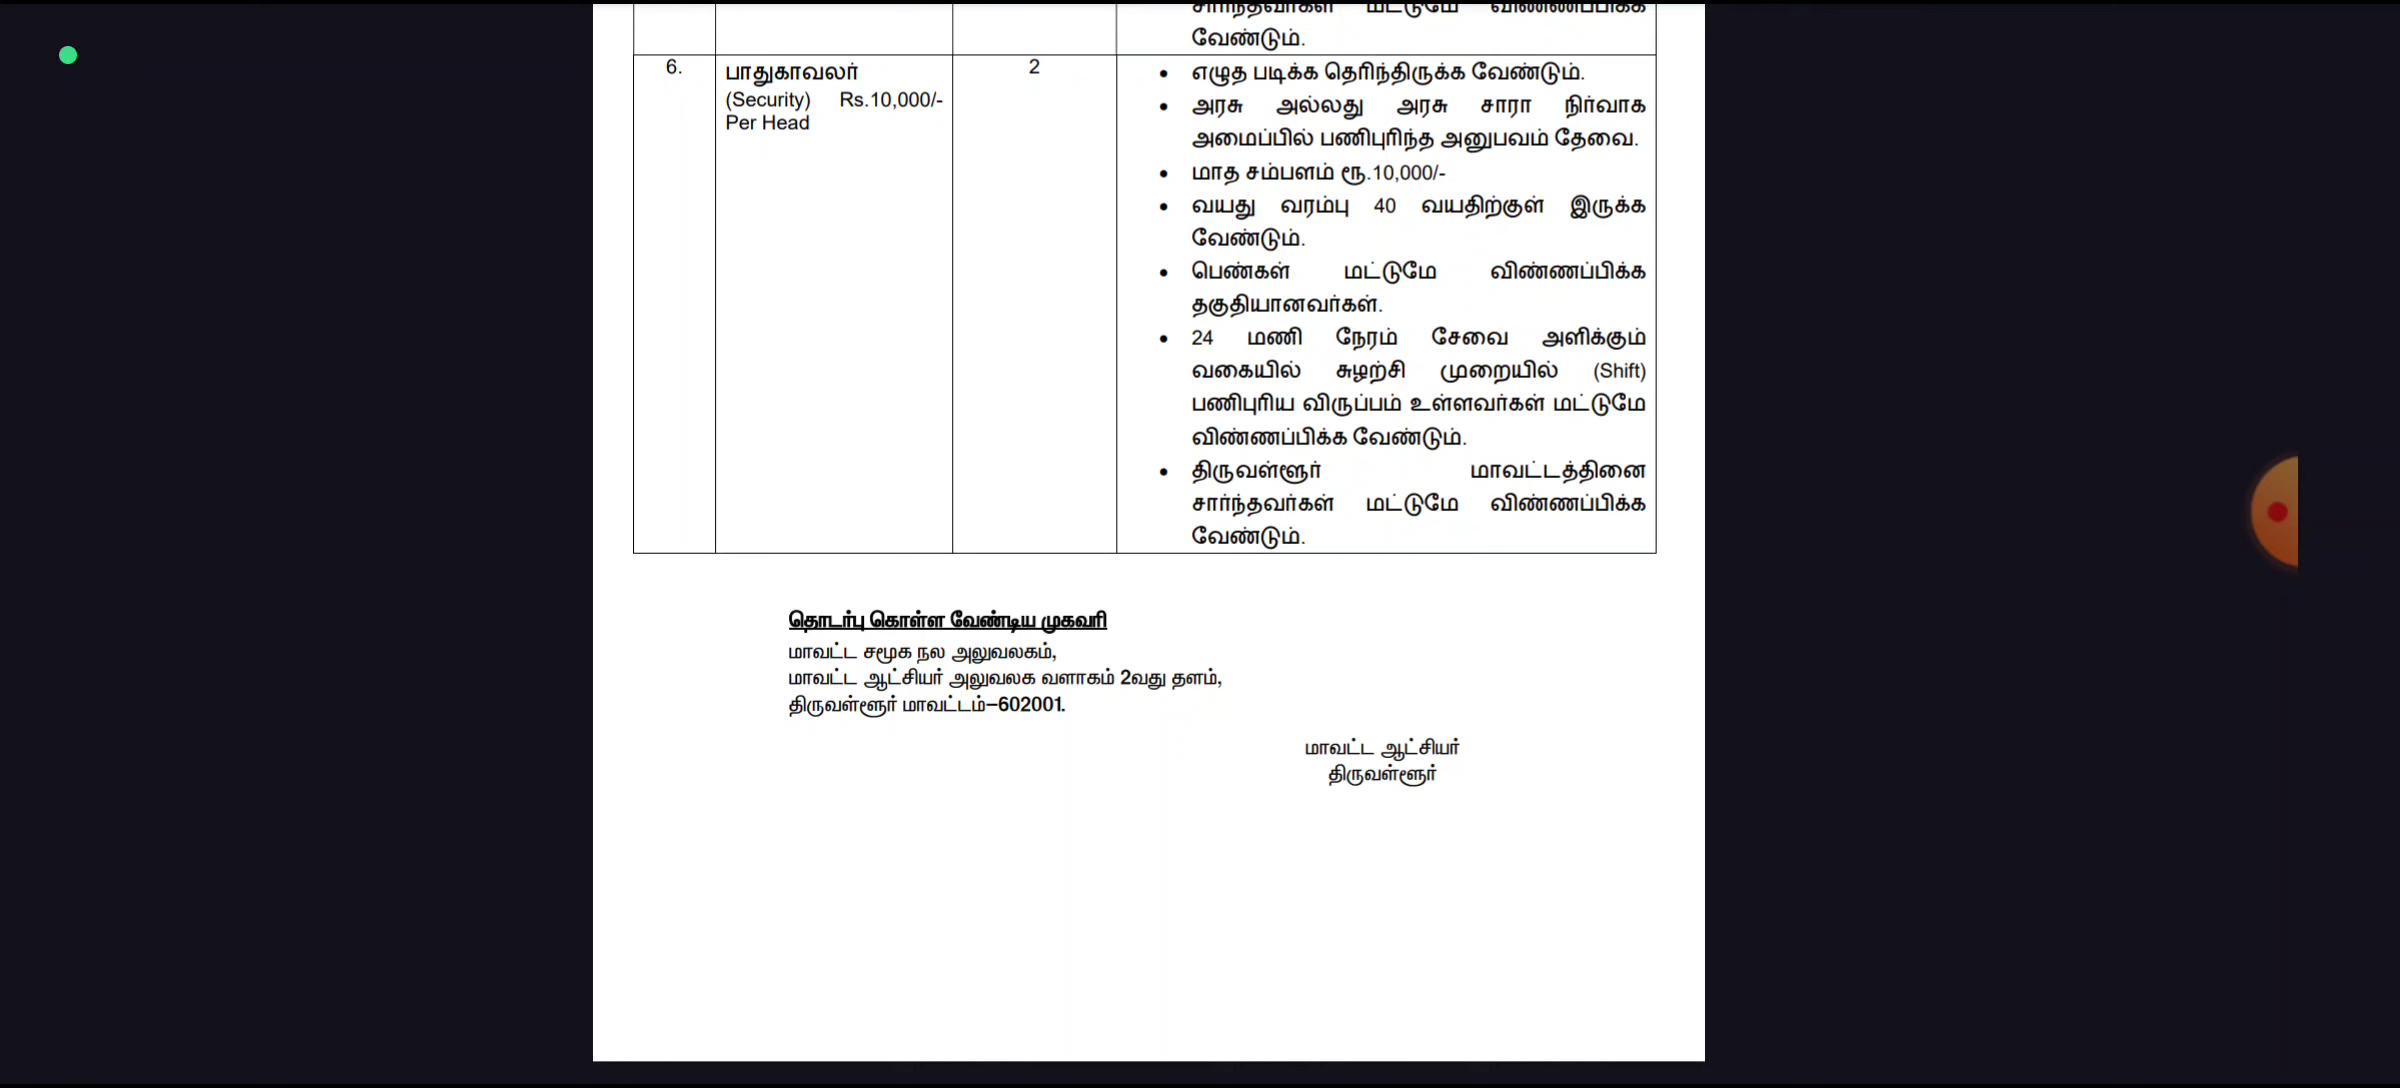 சார்ந்தவர்கள் மட்டுமே விண்ணப்பிக்க
வேண்டும்.
6.
பாதுகாவலர்
(Security) Rs.10,000/-
Per Head
2
• எழுத படிக்க தெரிந்திருக்க வேண்டும்.
• அரசு அல்லது அரசு சாரா நிர்வாக
அமைப்பில் பணிபுரிந்த அனுபவம் தேவை.
• மாத சம்பளம் ரூ.10,000/-
• வயது வரம்பு 40 வயதிற்குள் இருக்க
வேண்டும்.
• பெண்கள் மட்டுமே விண்ணப்பிக்க
தகுதியானவர்கள்.
• 24 மணி நேரம் சேவை அளிக்கும்
வகையில் சுழற்சி முறையில் (Shift)
பணிபுரிய விருப்பம் உள்ளவர்கள் மட்டுமே
விண்ணப்பிக்க வேண்டும்.
• திருவள்ளூர் மாவட்டத்தினை
சார்ந்தவர்கள் மட்டுமே விண்ணப்பிக்க
வேண்டும்.
தொடர்பு கொள்ள வேண்டிய முகவரி
மாவட்ட சமூக நல அலுவலகம்,
மாவட்ட ஆட்சியர் அலுவலக வளாகம் 2வது தளம்,
திருவள்ளூர் மாவட்டம்–602001.
மாவட்ட ஆட்சியர்
திருவள்ளூர்